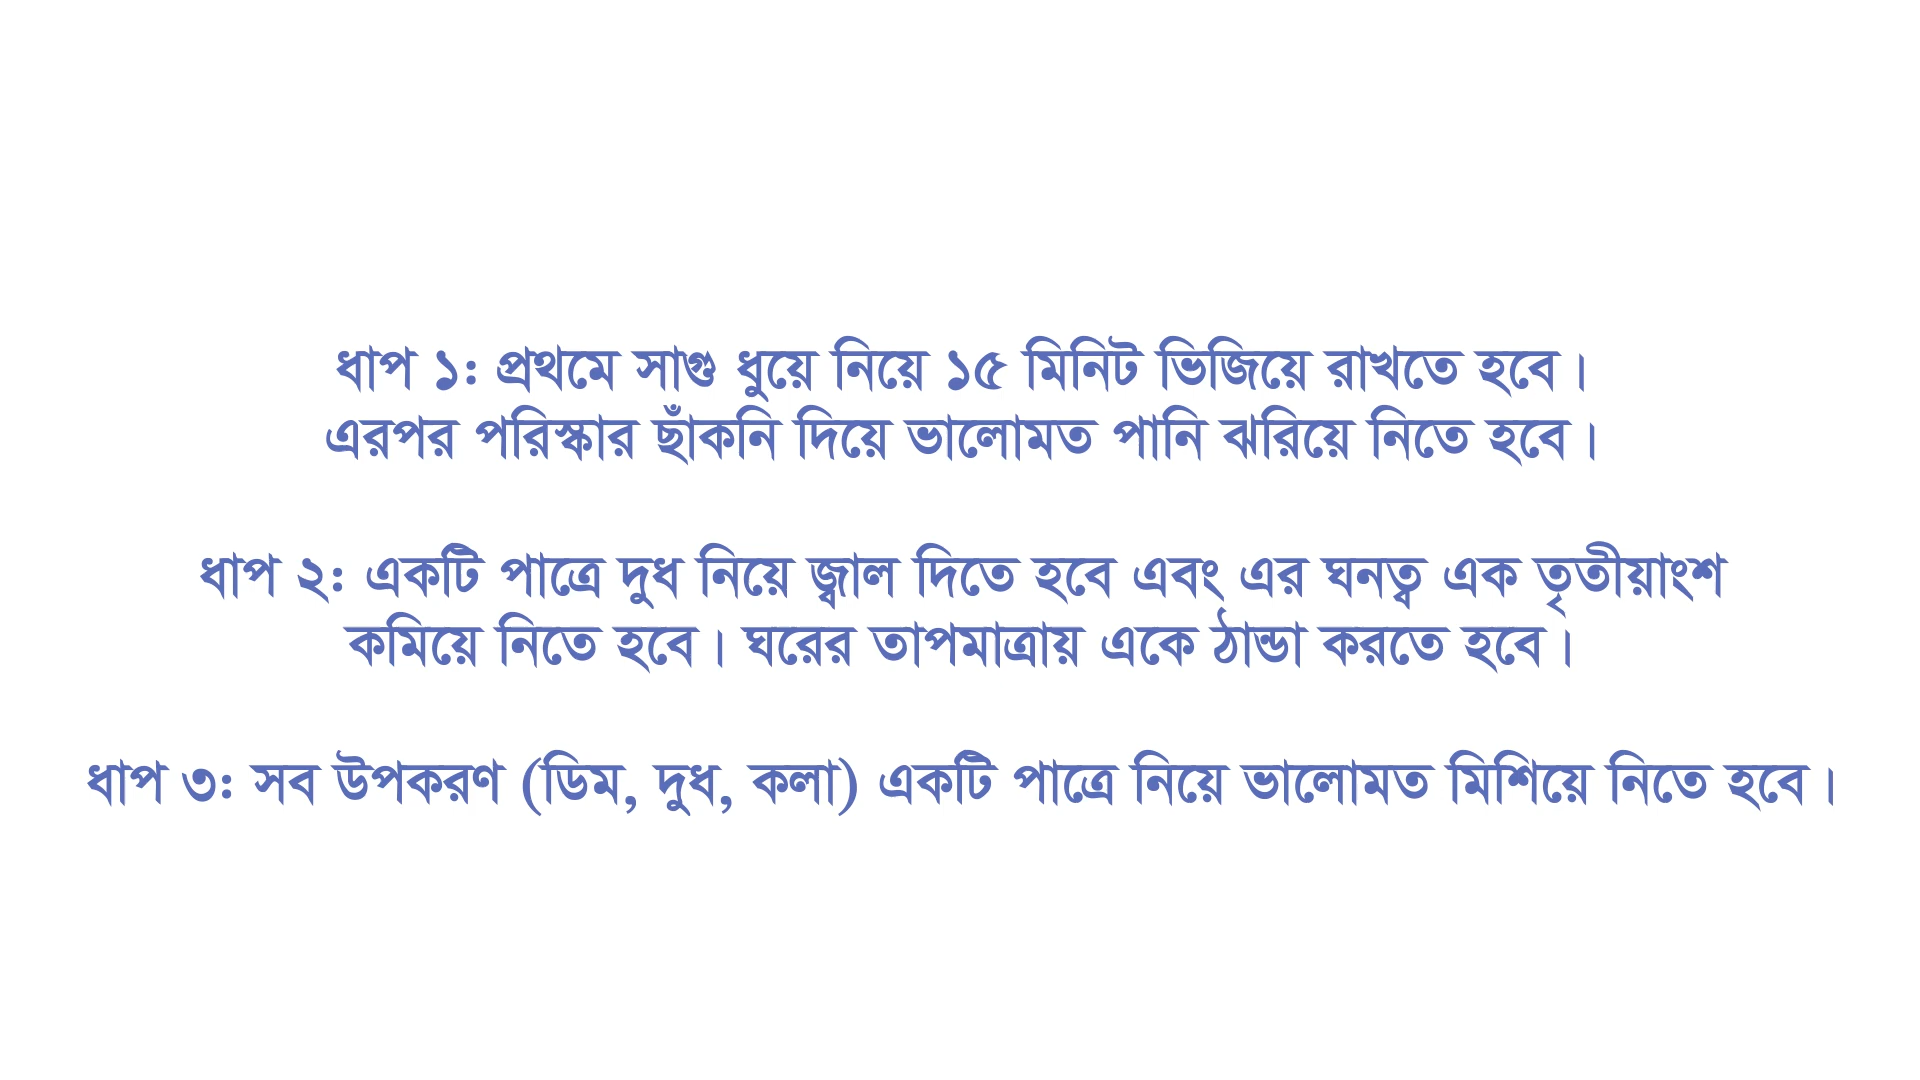 ধাপ ১: প্রথমে সাগু ধুয়ে নিয়ে ১৫ মিনিট ভিজিয়ে রাখতে হবে।
এরপর পরিস্কার ছাঁকনি দিয়ে ভালোমত পানি ঝরিয়ে নিতে হবে।
ধাপ ২: একটি পাত্রে দুধ নিয়ে জ্বাল দিতে হবে এবং এর ঘনত্ব এক তৃতীয়াংশ
কমিয়ে নিতে হবে। ঘরের তাপমাত্রায় একে ঠান্ডা করতে হবে।
ধাপ ৩: সব উপকরণ (ডিম, দুধ, কলা) একটি পাত্রে নিয়ে ভালোমত মিশিয়ে নিতে হবে।